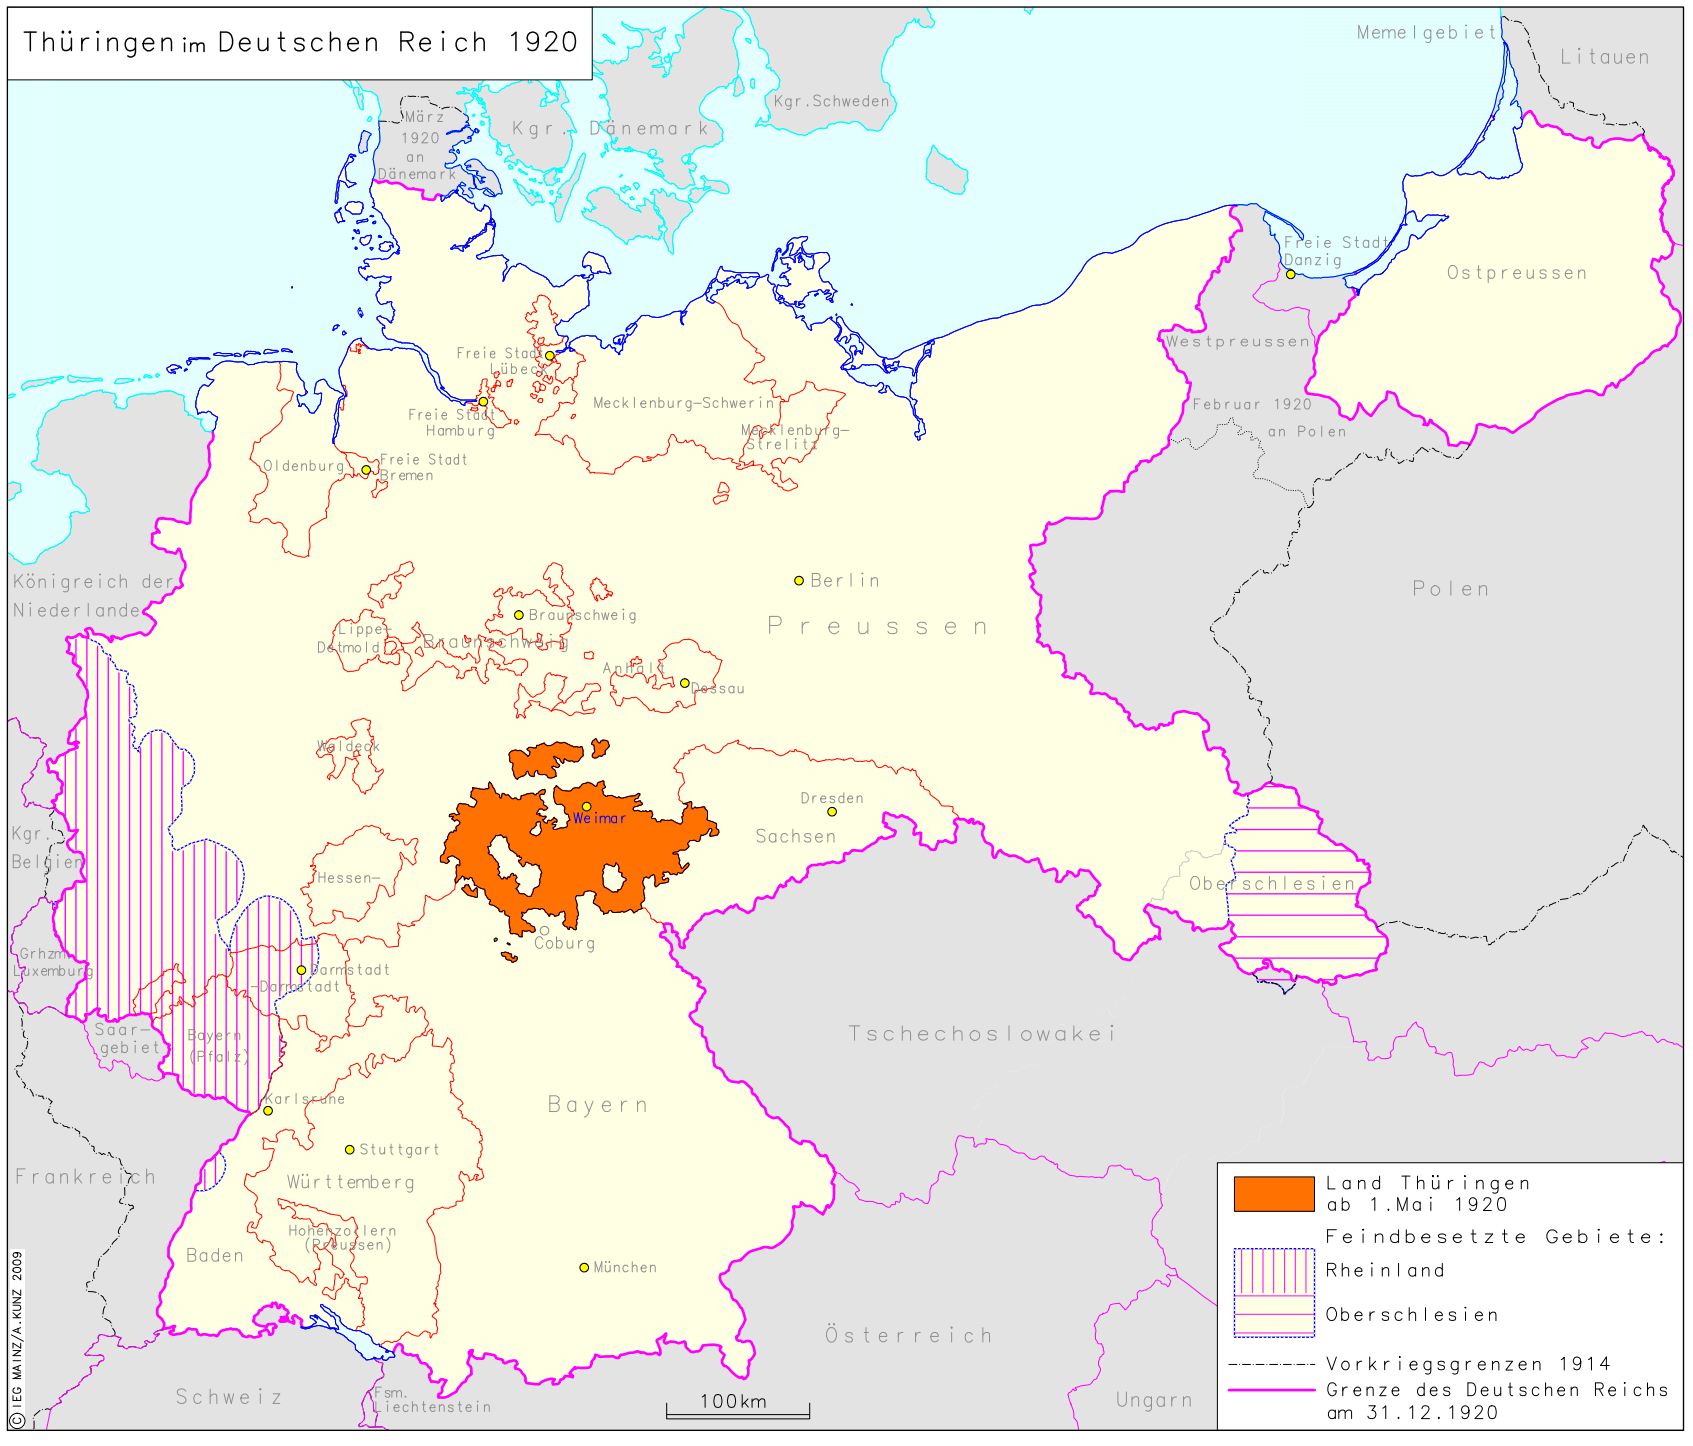 Thüringen im Deutschen Reich 1920
Memelgebiet
Litauen
Kgr.Schweden
März
1920
an
Dänemark
Kgr. Dänemark
Freie Stadt
Danzig
Ostpreussen
Westpreussen
Freie Stadt
Lübeck
Mecklenburg-Schwerin
Mecklenburg-
Strelitz
Freie Stadt
Hamburg
Februar 1920
an Polen
Oldenburg
Freie Stadt
Bremen
Königreich der
Niederlande
Berlin
Polen
Preussen
Braunschweig
Lippe-
Detmold
Braunschweig
Anhalt
Dessau
Waldeck
Dresden
Weimar
Sachsen
Kgr.
Belgien
Hessen-
Oberschlesien
Coburg
Grhzm.
Luxemburg
Darmstadt
-Darmstadt
Saar-
gebiet
Bayern
(Pfalz)
Tschechoslowakei
Karlsruhe
Bayern
Stuttgart
Frankreich
Württemberg
Hohenzollern
(Preussen)
Baden
München
Österreich
Schweiz
Fsm.
Liechtenstein
100km
Ungarn
Land Thüringen
ab 1.Mai 1920
Feindbesetzte Gebiete:
Rheinland
Oberschlesien
Vorkriegsgrenzen 1914
Grenze des Deutschen Reichs
am 31.12.1920
© IEG MAINZ/A.KUNZ 2009